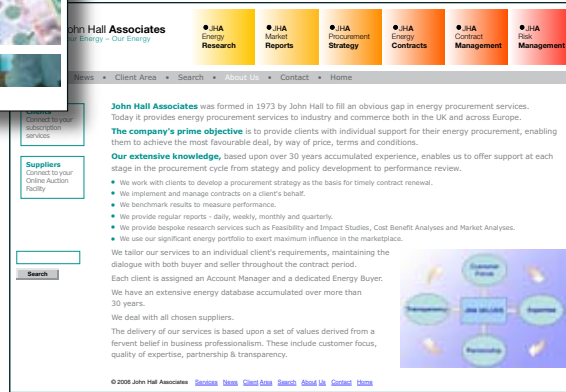 ohn Hall Associates
ur Energy – Our Energy
JHA
Energy
Research
JHA
Market
Reports
JHA
Procurement
Strategy
JHA
Energy
Contracts
JHA
Contract
Management
JHA
Risk
Management
News • Client Area • Search • About Us • Contact • Home
Clients
Connect to your
subscription
services
Suppliers
Connect to your
Online Auction
Facility
Search
John Hall Associates was formed in 1973 by John Hall to fill an obvious gap in energy procurement services.
Today it provides energy procurement services to industry and commerce both in the UK and across Europe.
The company's prime objective is to provide clients with individual support for their energy procurement, enabling
them to achieve the most favourable deal, by way of price, terms and conditions.
Our extensive knowledge, based upon over 30 years accumulated experience, enables us to offer support at each
stage in the procurement cycle from stategy and policy development to performance review.
• We work with clients to develop a procurement strategy as the basis for timely contract renewal.
• We implement and manage contracts on a client's behalf.
• We benchmark results to measure performance.
• We provide regular reports - daily, weekly, monthly and quarterly.
• We provide bespoke research services such as Feasibility and Impact Studies, Cost Benefit Analyses and Market Analyses.
• We use our significant energy portfolio to exert maximum influence in the marketplace.
We tailor our services to an individual client's requirements, maintaining the
dialogue with both buyer and seller throughout the contract period.
Each client is assigned an Account Manager and a dedicated Energy Buyer.
We have an extensive energy database accumulated over more than
30 years.
We deal with all chosen suppliers.
The delivery of our services is based upon a set of values derived from a
fervent belief in business professionalism. These include customer focus,
quality of expertise, partnership & transparency.
Customer
Focus
Transparency
JHA VALUES
Expertise
Partnership
© 2006 John Hall Associates Services News Client Area Search About Us Contact Home